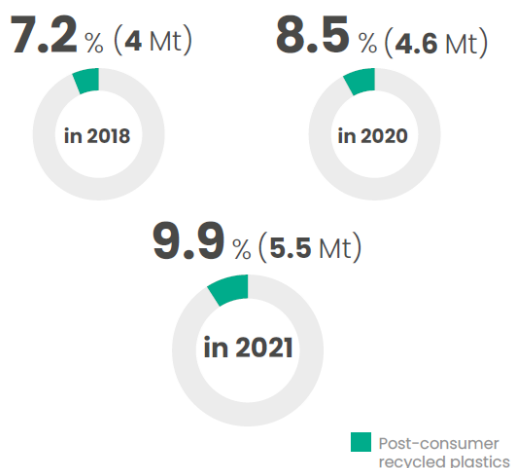 7.2 % (4 Mt)
8.5 % (4.6 Mt)
in 2018
in 2020
9.9 % (5.5 Mt)
in 2021
Post-consumer
recycled plastics